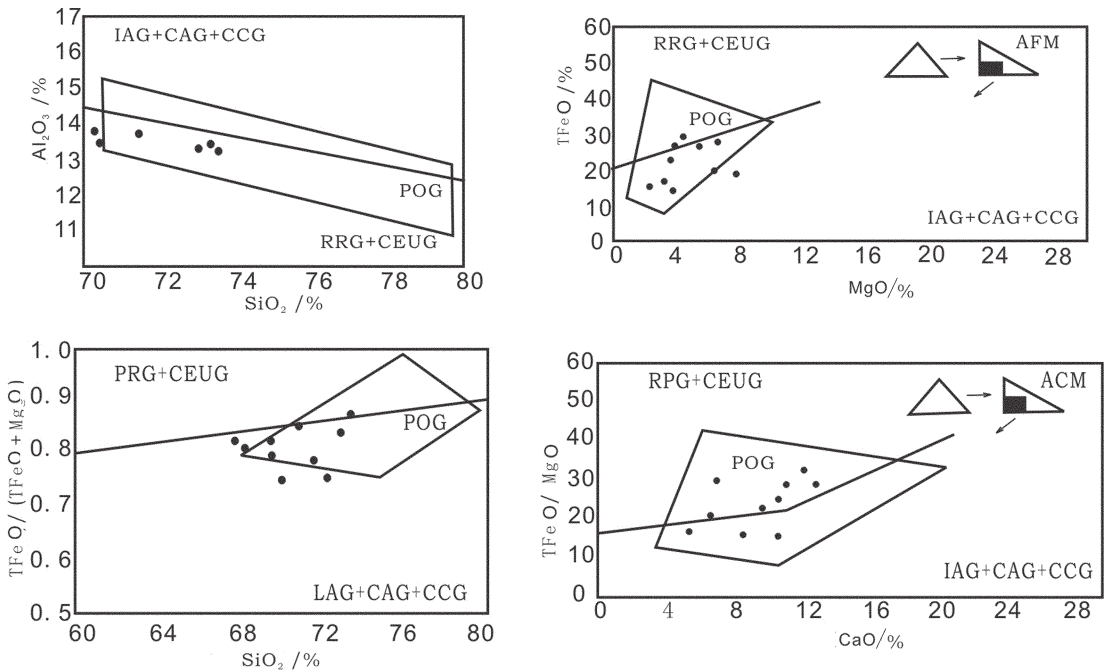 17
16
15
14
13
12
11
Al₂O₃ /%
IAG+CAG+CCG
POG
RRG+CEUG
70 72 74 76 78 80
SiO₂ /%
60
50
40
30
20
10
0
TFeO /%
RRG+CEUG
AFM
POG
IAG+CAG+CCG
0 4 8 12 16 20 24 28
MgO/%
1. 0
0. 9
0. 8
0. 7
0. 6
0. 5
TFeO/ (TFeO + MgO)
PRG+CEUG
POG
LAG+CAG+CCG
60 64 68 72 76 80
SiO₂ /%
60
50
40
30
20
10
0
TFeO/ MgO
RPG+CEUG
ACM
POG
IAG+CAG+CCG
0 4 8 12 16 20 24 28
CaO/%